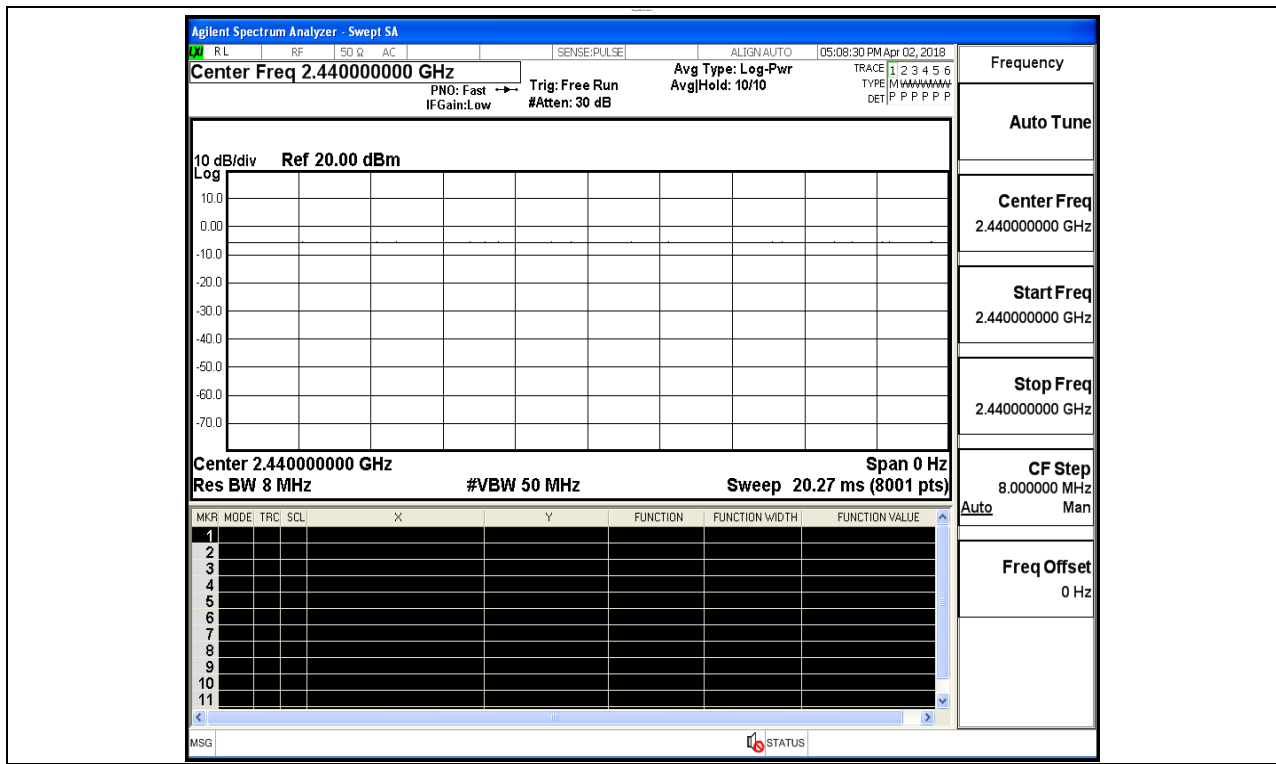 Agilent Spectrum Analyzer - Swept SA
LXI RL RF 50 Ω AC SENSE:PULSE ALIGN AUTO 05:08:30 PM Apr 02, 2018
Center Freq 2.440000000 GHz
PNO: Fast
IFGain:Low
Trig: Free Run
#Atten: 30 dB
Avg Type: Log-Pwr
Avg|Hold: 10/10
TRACE 1 2 3 4 5 6
TYPE M WWWWW
DET P P P P P P
10 dB/div Ref 20.00 dBm
Log
10.0
0.00
-10.0
-20.0
-30.0
-40.0
-50.0
-60.0
-70.0
Center 2.440000000 GHz Span 0 Hz
Res BW 8 MHz #VBW 50 MHz Sweep 20.27 ms (8001 pts)
MKR MODE TRC SCL X Y FUNCTION FUNCTION WIDTH FUNCTION VALUE
1
2
3
4
5
6
7
8
9
10
11
MSG STATUS
Frequency
Auto Tune
Center Freq
2.440000000 GHz
Start Freq
2.440000000 GHz
Stop Freq
2.440000000 GHz
CF Step
8.000000 MHz
Auto Man
Freq Offset
0 Hz